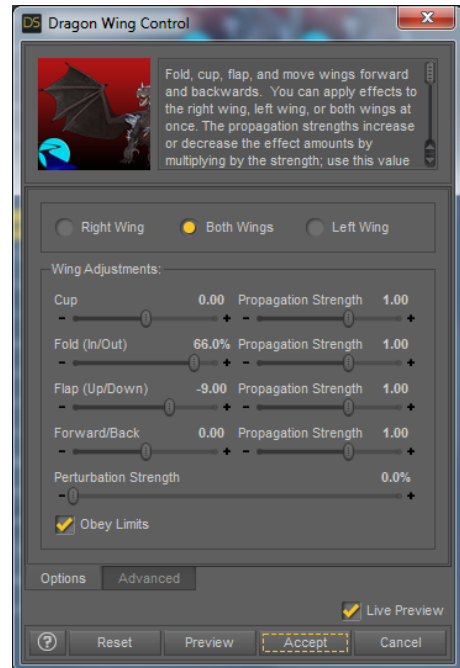 DS Dragon Wing Control
x
Fold, cup, flap, and move wings forward
and backwards. You can apply effects to
the right wing, left wing, or both wings at
once. The propagation strengths increase
or decrease the effect amounts by
multiplying by the strength; use this value
Right Wing Both Wings Left Wing
Wing Adjustments:
Cup 0.00 Propagation Strength 1.00
- + - +
Fold (In/Out) 66.0% Propagation Strength 1.00
- + - +
Flap (Up/Down) -9.00 Propagation Strength 1.00
- + - +
Forward/Back 0.00 Propagation Strength 1.00
- + - +
Perturbation Strength 0.0%
- +
Obey Limits
Options Advanced
Live Preview
? Reset Preview Accept Cancel